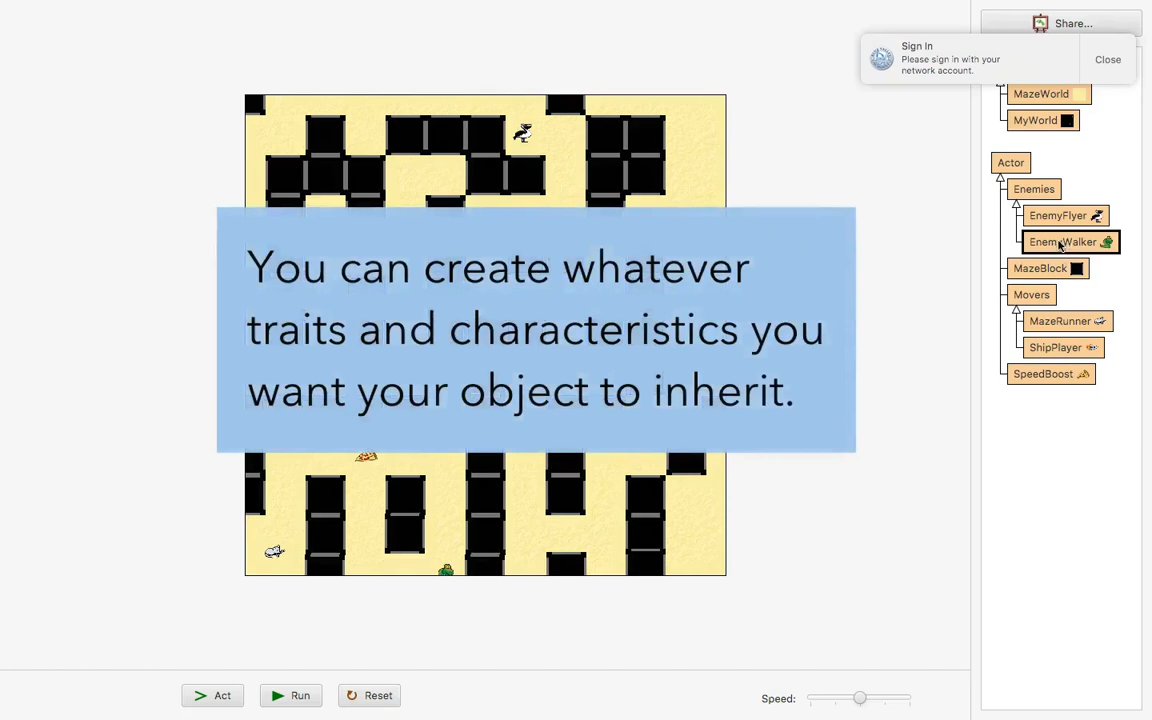 Share...
Sign In
Please sign in with your
network account.
Close
MazeWorld
MyWorld
Actor
Enemies
EnemyFlyer
EnemyWalker
MazeBlock
Movers
MazeRunner
ShipPlayer
SpeedBoost
You can create whatever
traits and characteristics you
want your object to inherit.
Act
Run
Reset
Speed: